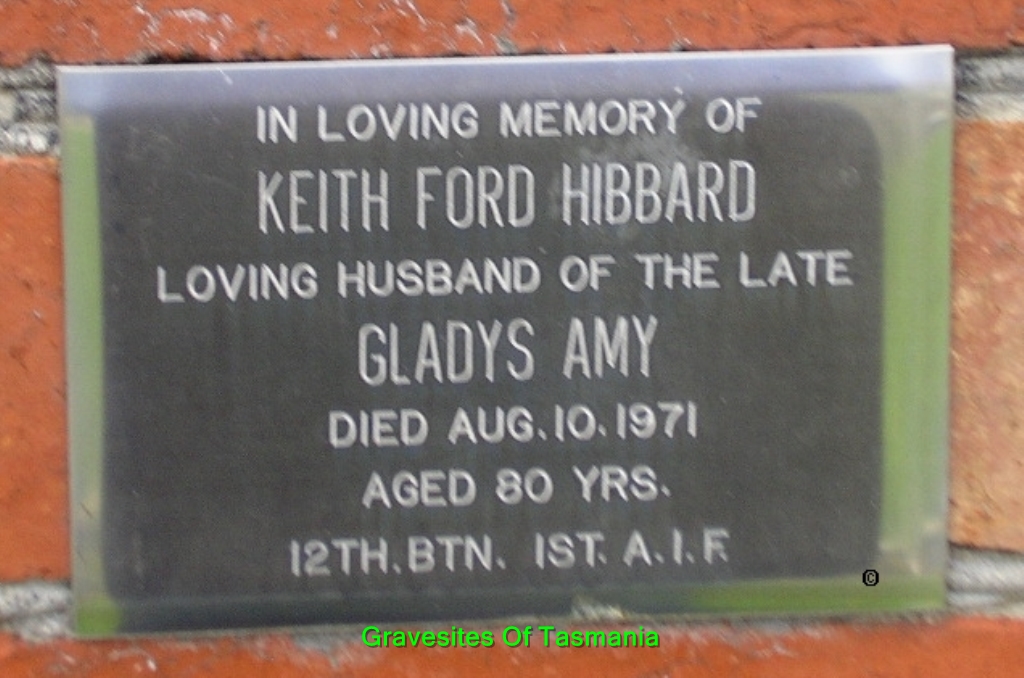 IN LOVING MEMORY OF
KEITH FORD HIBBARD
LOVING HUSBAND OF THE LATE
GLADYS AMY
DIED AUG.10.1971
AGED 80 YRS.
12TH.BTN. 1ST. A.I.F.
©
Gravesites Of Tasmania